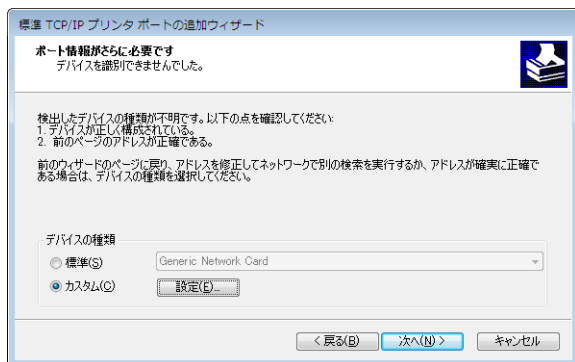 標準 TCP/IP プリンタ ポートの追加ウィザード
ポート情報がさらに必要です
デバイスを識別できませんでした。
検出したデバイスの種類が不明です。以下の点を確認してください:
1. デバイスが正しく構成されている。
2. 前のページのアドレスが正確である。
前のウィザードのページに戻り、アドレスを修正してネットワークで別の検索を実行するか、アドレスが確実に正確で
ある場合は、デバイスの種類を選択してください。
デバイスの種類
標準(S) Generic Network Card
カスタム(C) 設定(E)...
< 戻る(B) 次へ(N) > キャンセル